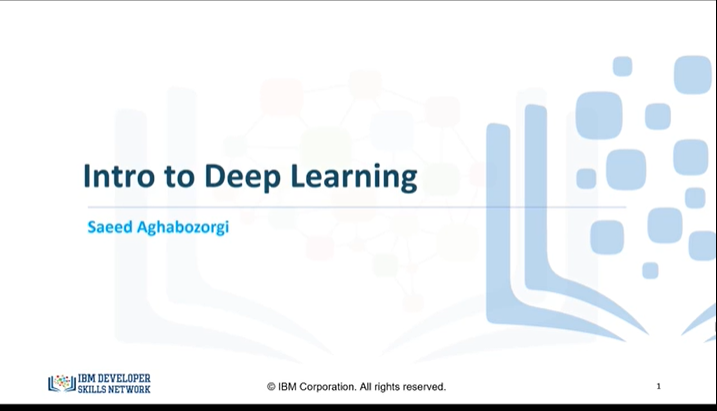 Intro to Deep Learning
Saeed Aghabozorgi
IBM DEVELOPER
SKILLS NETWORK
© IBM Corporation. All rights reserved.
1